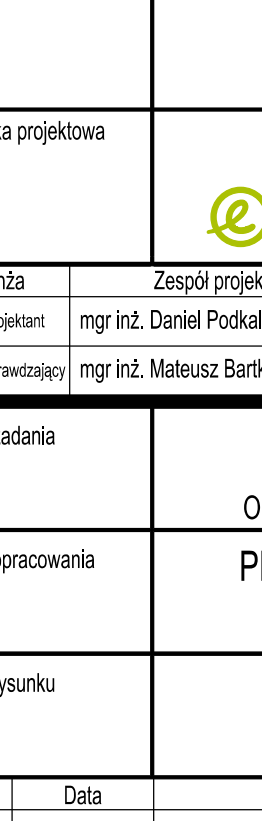 ka projektowa
e
nża
Zespół projek
ojektant
mgr inż. Daniel Podkal
rawdzający
mgr inż. Mateusz Bartk
adania
O
opracowania
ysunku
Data